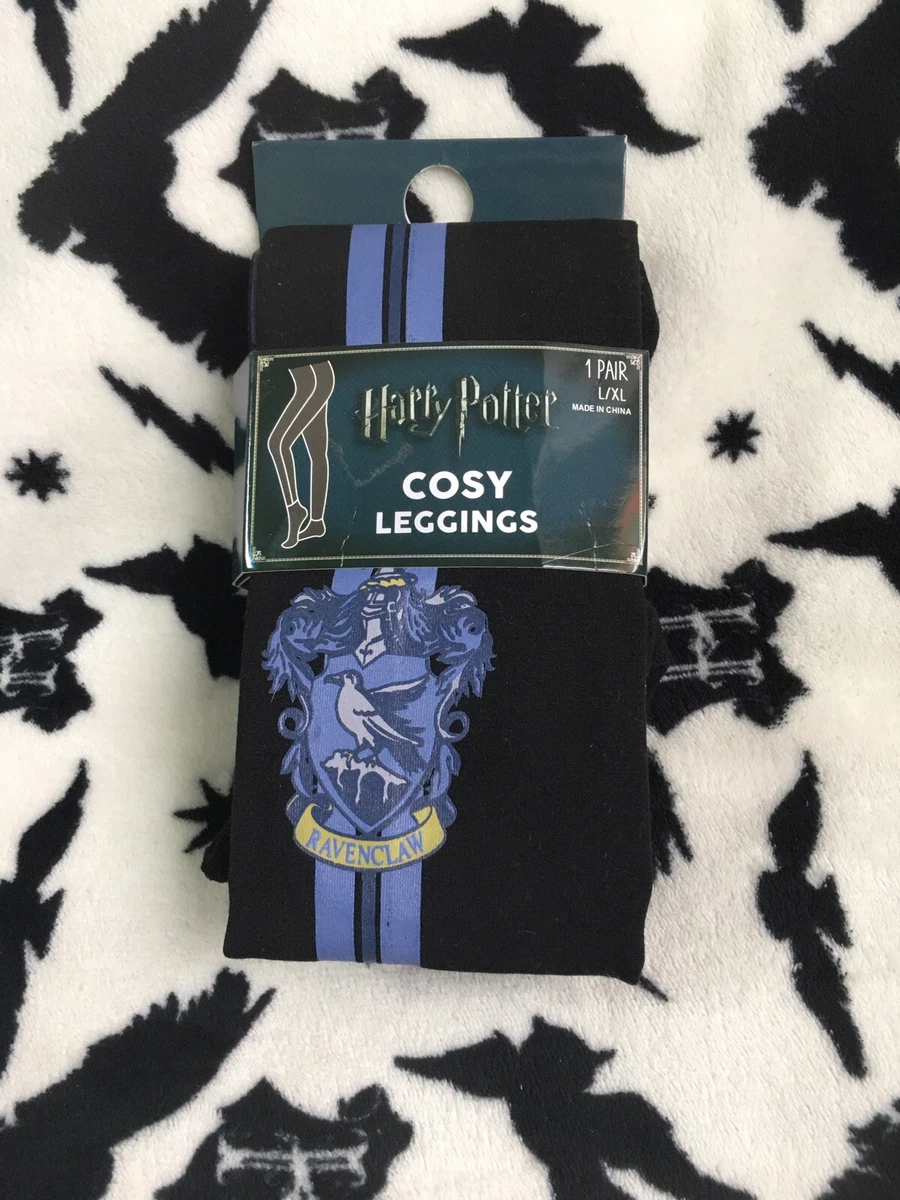 Harry Potter
1 PAIR
L/XL
MADE IN CHINA
COSY
LEGGINGS
RAVENCLAW